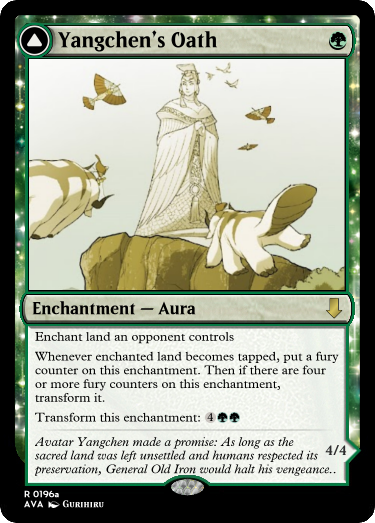 Yangchen's Oath
Enchantment — Aura
Enchant land an opponent controls
Whenever enchanted land becomes tapped, put a fury
counter on this enchantment. Then if there are four
or more fury counters on this enchantment,
transform it.
Transform this enchantment: 4
Avatar Yangchen made a promise: As long as the
sacred land was left unsettled and humans respected its
preservation, General Old Iron would halt his vengeance..
4/4
R 0196a
AVA Gurihiru